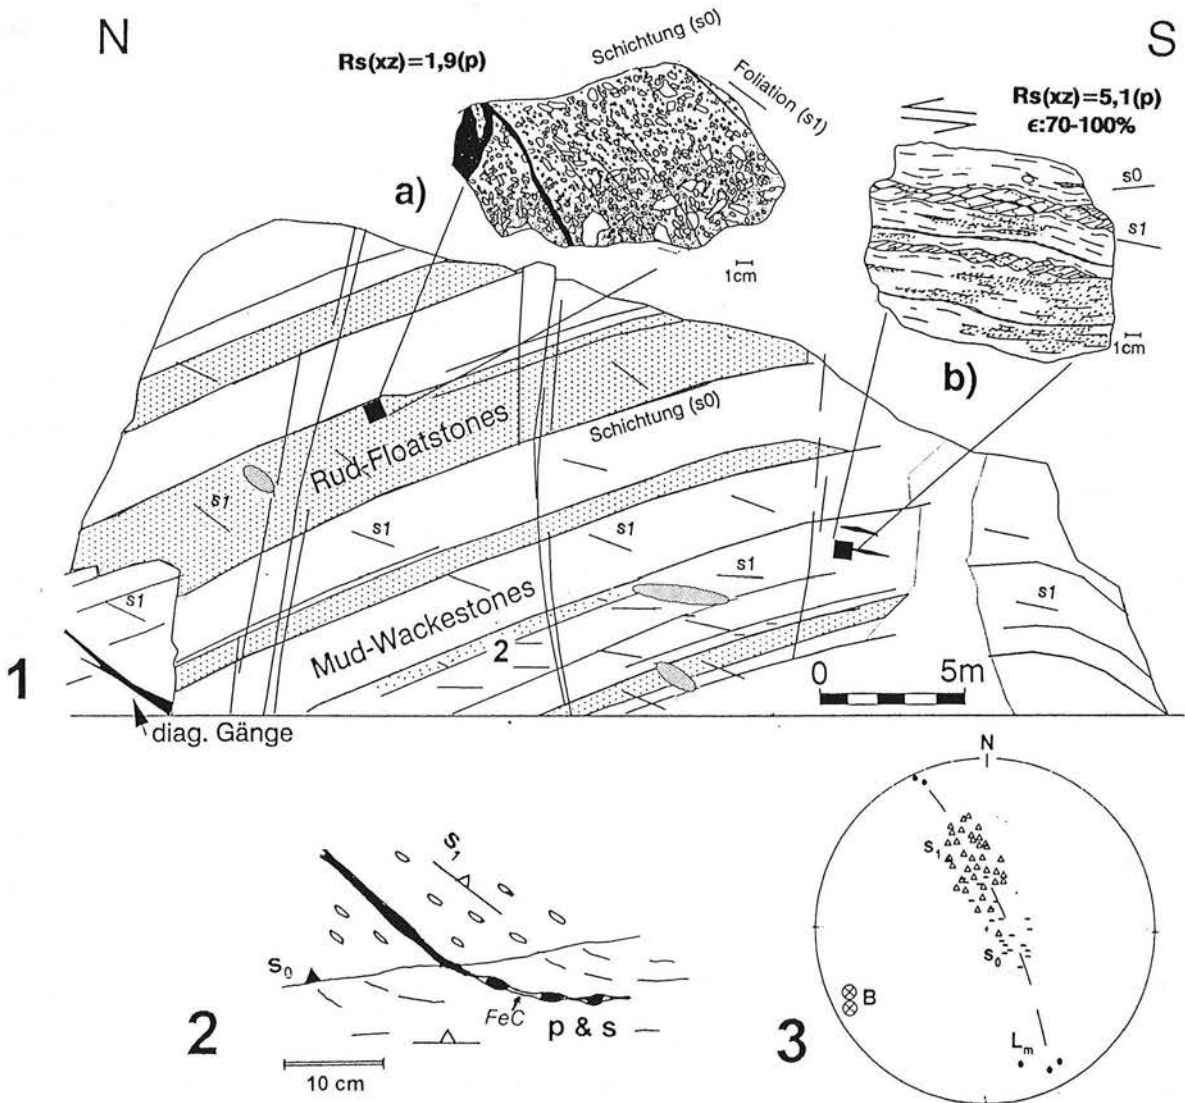 N
S
Schichtung (s0)
Rs(xz)=1,9(p)
Foliation (s1)
Rs(xz)=5,1(p)
ϵ:70-100%
a)
s0
s1
1cm
1cm
b)
Schichtung (s0)
Rud-Floatstones
s1
s1
s1
s1
s1
s1
Mud-Wackestones
2
0 5m
1
diag. Gänge
N
S1
S1
S0
S0
B
FeC
p & s
2
3
Lm
10 cm